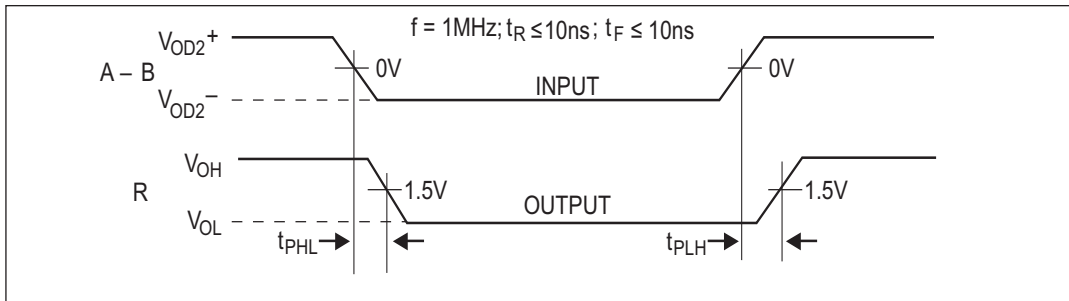 f = 1MHz; tR ≤10ns; tF ≤ 10ns
VOD2+
A – B
0V
0V
INPUT
VOD2–
VOH
R
1.5V
1.5V
OUTPUT
VOL
tPHL
tPLH